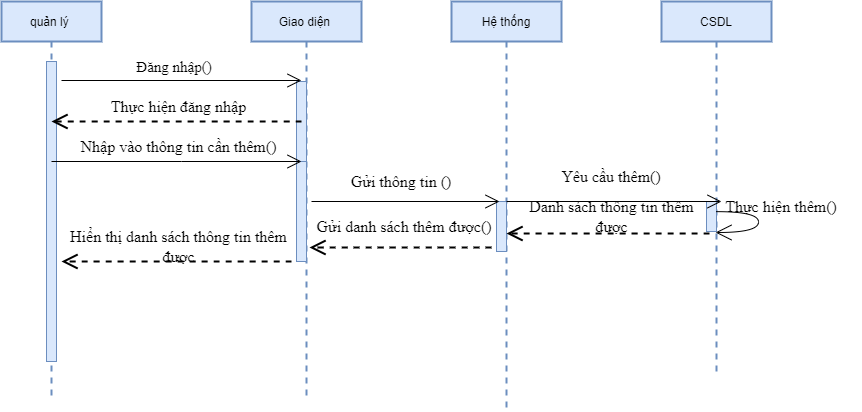 quản lý
Giao diện
Hệ thống
CSDL
Đăng nhập()
Thực hiện đăng nhập
Nhập vào thông tin cần thêm()
Gửi thông tin ()
Yêu cầu thêm()
Thực hiện thêm()
Danh sách thông tin thêm
được
Gửi danh sách thêm được()
Hiển thị danh sách thông tin thêm
được